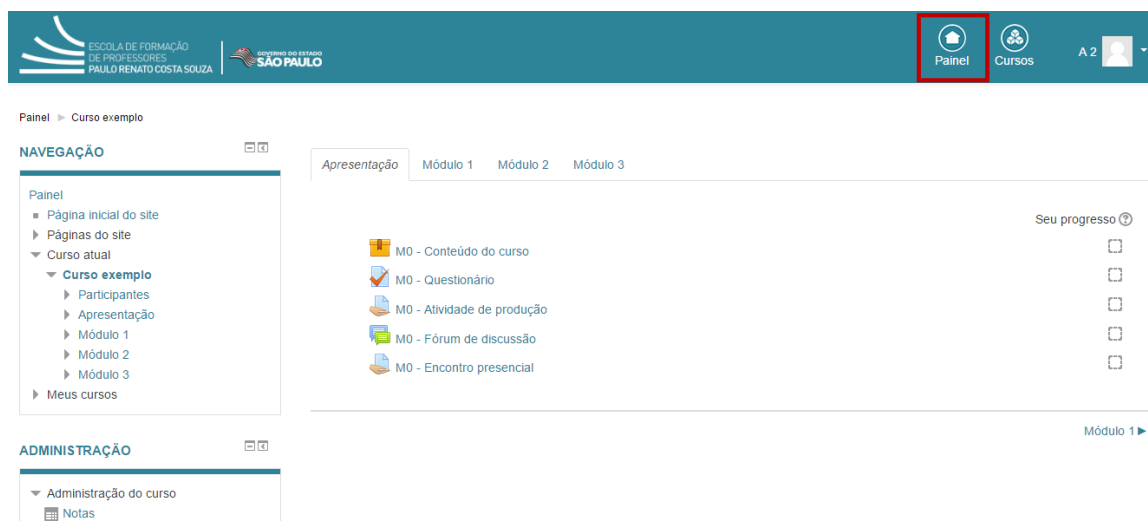 ESCOLA DE FORMAÇÃO
DE PROFESSORES
PAULO RENATO COSTA SOUZA
GOVERNO DO ESTADO
SÃO PAULO
Painel
Cursos
A 2
Painel Curso exemplo
NAVEGAÇÃO
Painel
Página inicial do site
Páginas do site
Curso atual
Curso exemplo
Participantes
Apresentação
Módulo 1
Módulo 2
Módulo 3
Meus cursos
ADMINISTRAÇÃO
Administração do curso
Notas
Apresentação Módulo 1 Módulo 2 Módulo 3
Seu progresso
M0 - Conteúdo do curso
M0 - Questionário
M0 - Atividade de produção
M0 - Fórum de discussão
M0 - Encontro presencial
Módulo 1